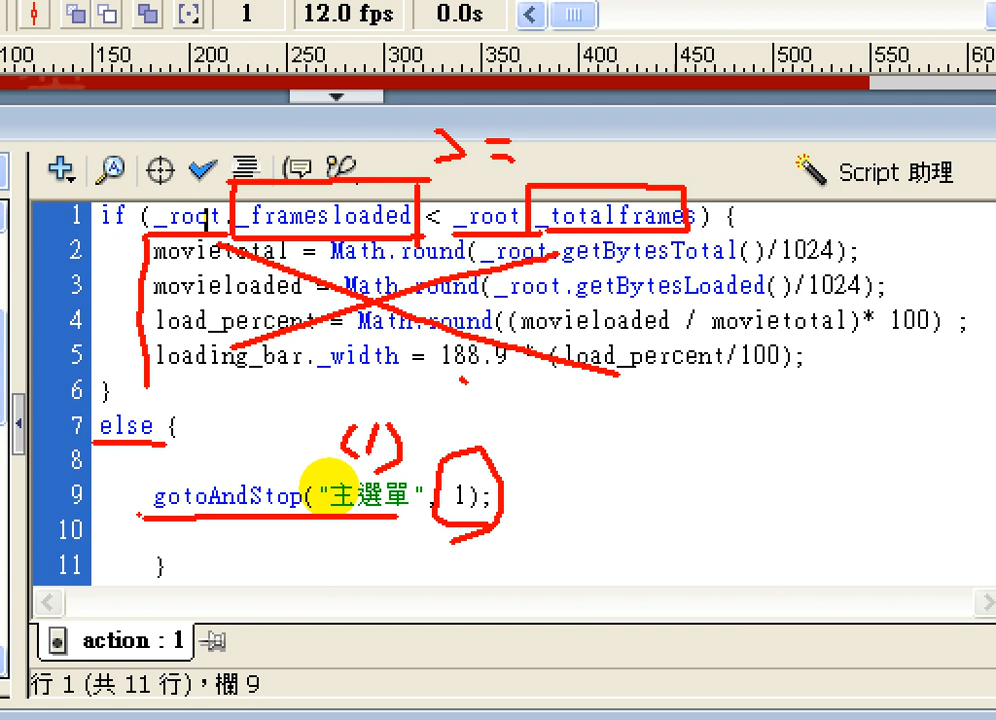 1 12.0 fps 0.0s
100 150 200 250 300 350 400 450 500 550 60
> =
Script 助理
1 if (_root._framesloaded < _root._totalframes) {
2 movietotal = Math.round(_root.getBytesTotal()/1024);
3 movieloaded = Math.round(_root.getBytesLoaded()/1024);
4 load_percent = Math.round((movieloaded / movietotal)* 100) ;
5 loading_bar._width = 188.9 * (load_percent/100);
6 }
7 else {
8
(1)
9 gotoAndStop("主選單", 1);
10
11 }
action : 1
行 1 (共 11 行)，欄 9